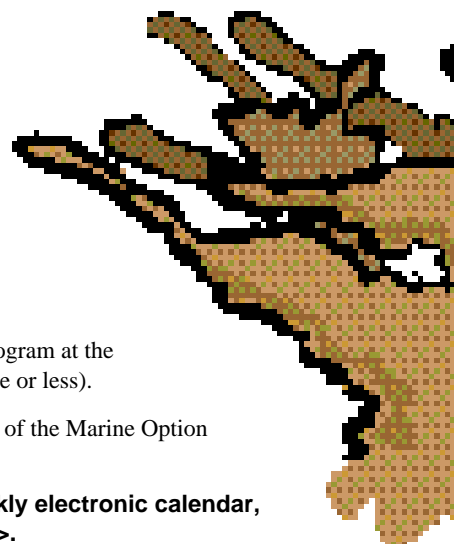 ogram at the
e or less).
of the Marine Option
kly electronic calendar,
>.